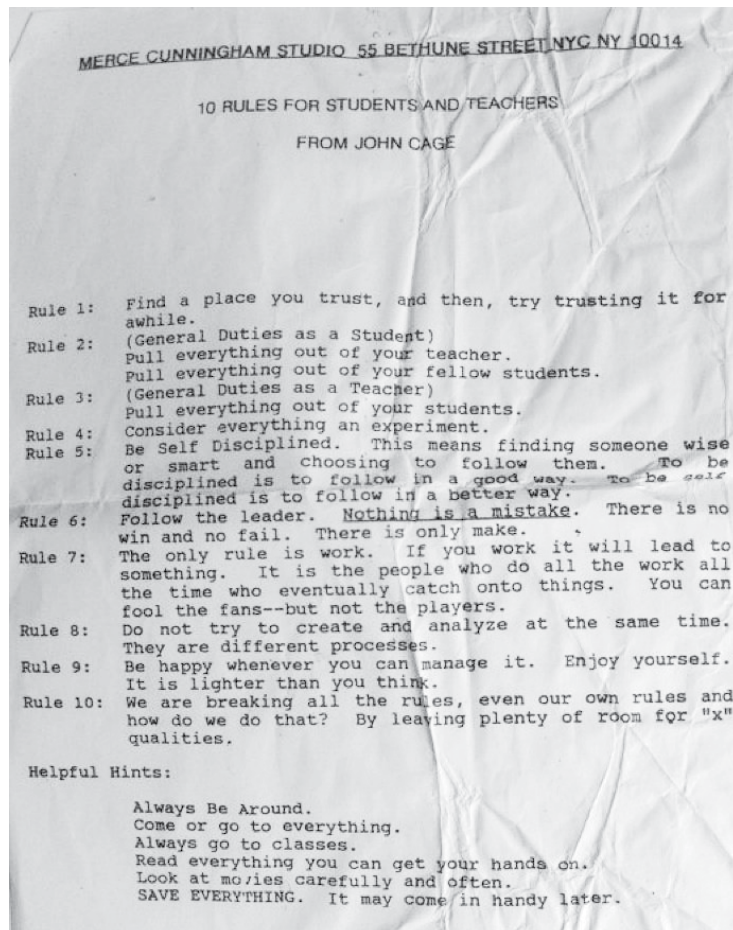 MERCE CUNNINGHAM STUDIO 55 BETHUNE STREET NYC NY 10014
10 RULES FOR STUDENTS AND TEACHERS
FROM JOHN CAGE
Rule 1: Find a place you trust, and then, try trusting it for
awhile.
Rule 2: (General Duties as a Student)
Pull everything out of your teacher.
Pull everything out of your fellow students.
Rule 3: (General Duties as a Teacher)
Pull everything out of your students.
Rule 4: Consider everything an experiment.
Rule 5: Be Self Disciplined. This means finding someone wise
or smart and choosing to follow them. To be
disciplined is to follow in a good way. To be self
disciplined is to follow in a better way.
Rule 6: Follow the leader. Nothing is a mistake. There is no
win and no fail. There is only make.
Rule 7: The only rule is work. If you work it will lead to
something. It is the people who do all the work all
the time who eventually catch onto things. You can
fool the fans--but not the players.
Rule 8: Do not try to create and analyze at the same time.
They are different processes.
Rule 9: Be happy whenever you can manage it. Enjoy yourself.
It is lighter than you think.
Rule 10: We are breaking all the rules, even our own rules and
how do we do that? By leaving plenty of room for "x"
qualities.
Helpful Hints:
Always Be Around.
Come or go to everything.
Always go to classes.
Read everything you can get your hands on.
Look at movies carefully and often.
SAVE EVERYTHING. It may come in handy later.